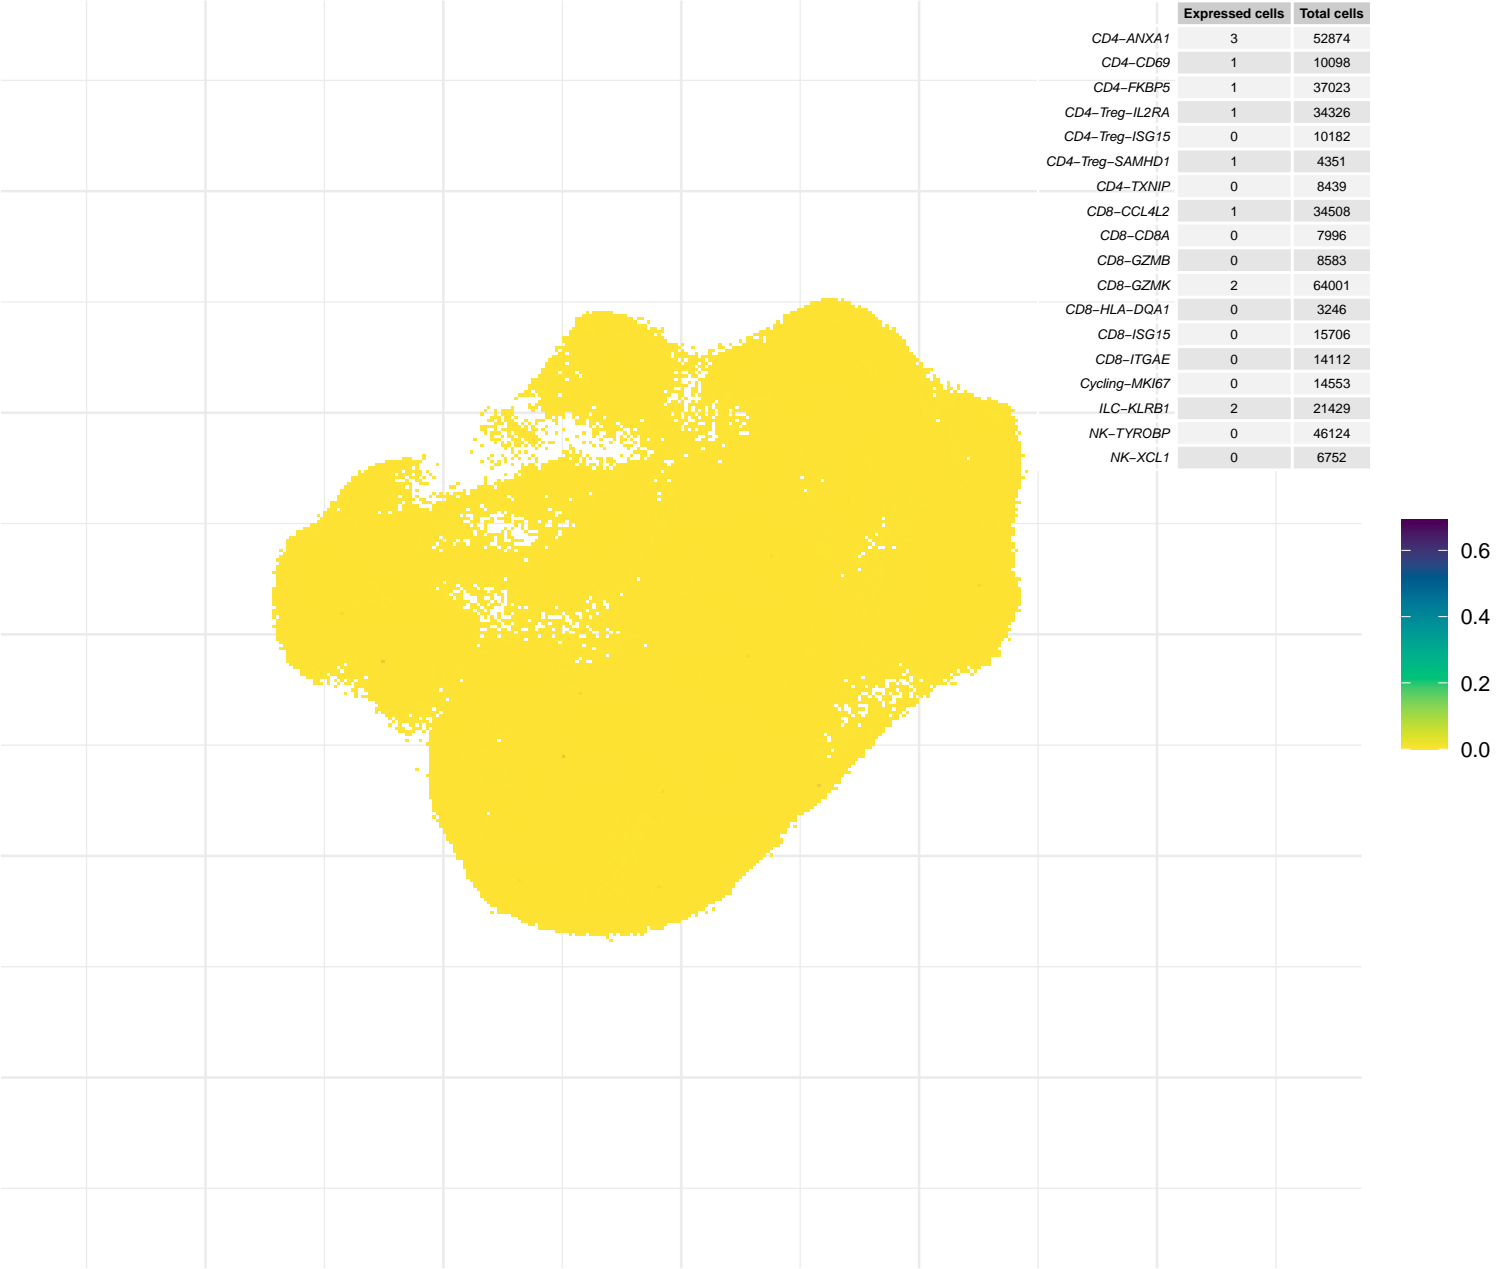 Expressed cells Total cells
CD4−ANXA1 3 52874
CD4−CD69 1 10098
CD4−FKBP5 1 37023
CD4−Treg−IL2RA 1 34326
CD4−Treg−ISG15 0 10182
CD4−Treg−SAMHD1 1 4351
CD4−TXNIP 0 8439
CD8−CCL4L2 1 34508
CD8−CD8A 0 7996
CD8−GZMB 0 8583
CD8−GZMK 2 64001
CD8−HLA−DQA1 0 3246
CD8−ISG15 0 15706
CD8−ITGAE 0 14112
Cycling−MKI67 0 14553
ILC−KLRB1 2 21429
NK−TYROBP 0 46124
NK−XCL1 0 6752
0.6
0.4
0.2
0.0